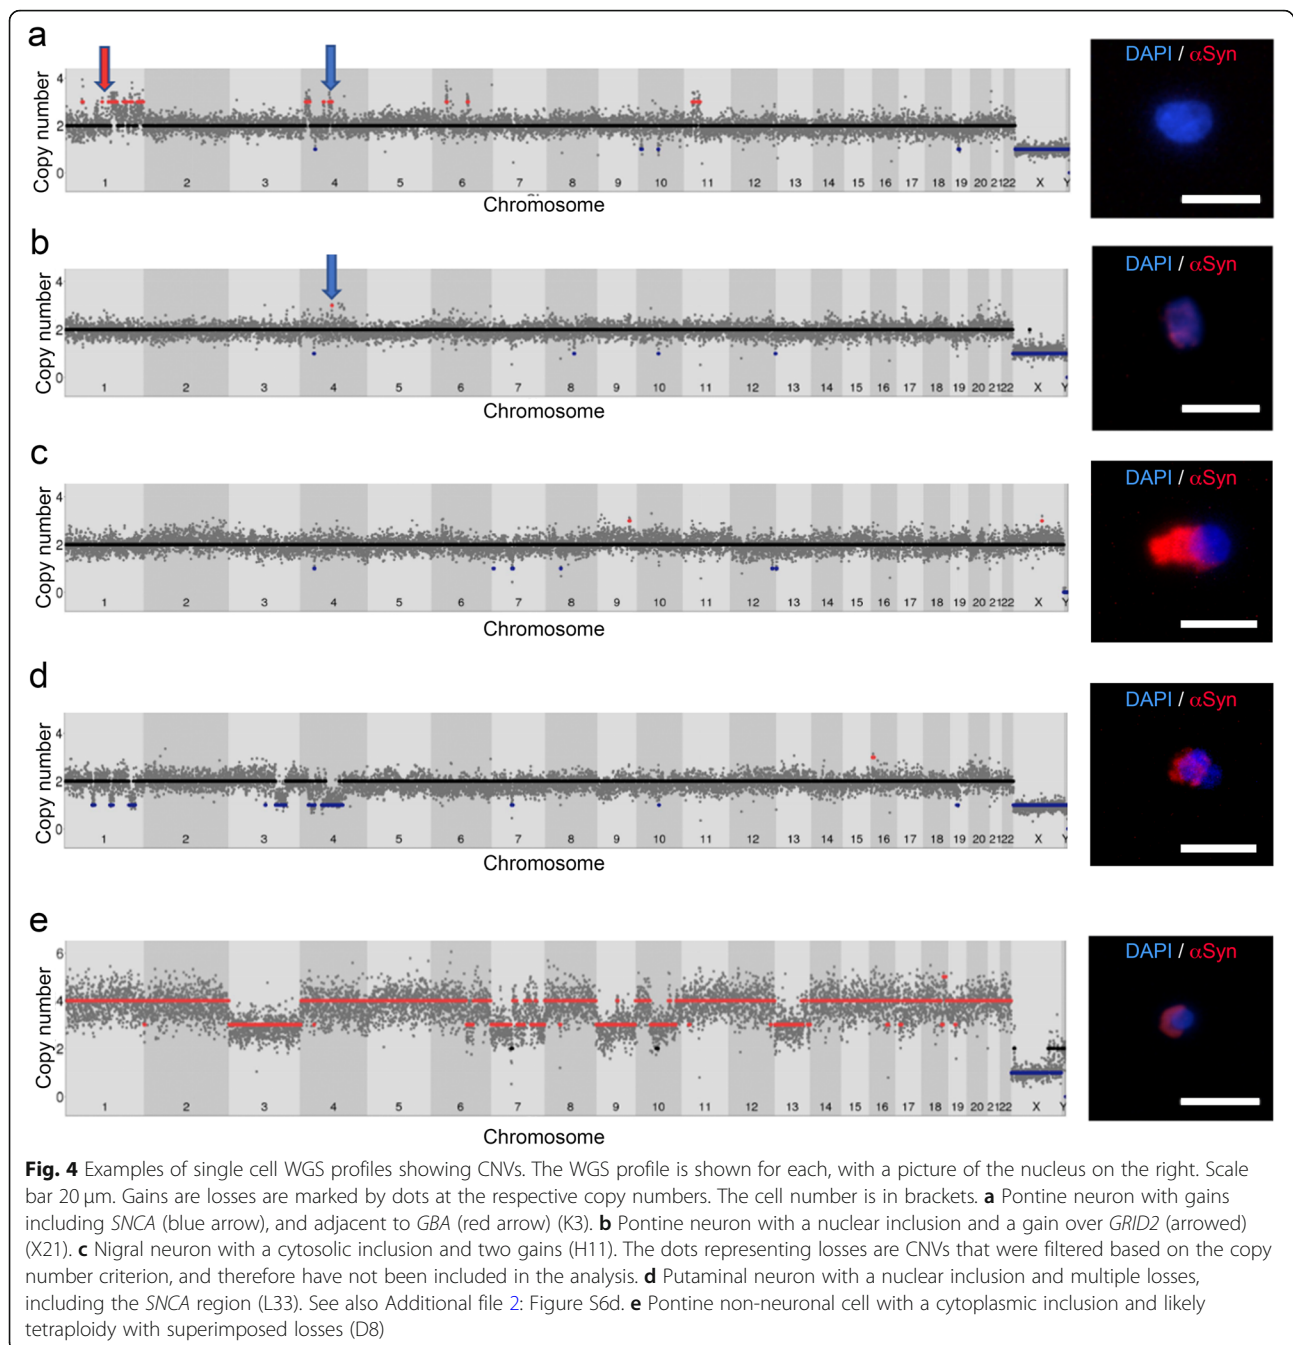 a
DAPI / αSyn
Copy number
4
2
0
1 2 3 4 5 6 7 8 9 10 11 12 13 14 15 16 17 18 19 20 21 22 X Y
Chromosome
b
DAPI / αSyn
Copy number
4
2
0
1 2 3 4 5 6 7 8 9 10 11 12 13 14 15 16 17 18 19 20 21 22 X Y
Chromosome
c
DAPI / αSyn
Copy number
4
2
0
1 2 3 4 5 6 7 8 9 10 11 12 13 14 15 16 17 18 19 20 21 22 X Y
Chromosome
d
DAPI / αSyn
Copy number
4
2
0
1 2 3 4 5 6 7 8 9 10 11 12 13 14 15 16 17 18 19 20 21 22 X Y
Chromosome
e
DAPI / αSyn
Copy number
6
4
2
0
1 2 3 4 5 6 7 8 9 10 11 12 13 14 15 16 17 18 19 20 21 22 X Y
Chromosome
Fig. 4 Examples of single cell WGS profiles showing CNVs. The WGS profile is shown for each, with a picture of the nucleus on the right. Scale
bar 20 μm. Gains are losses are marked by dots at the respective copy numbers. The cell number is in brackets. a Pontine neuron with gains
including SNCA (blue arrow), and adjacent to GBA (red arrow) (K3). b Pontine neuron with a nuclear inclusion and a gain over GRID2 (arrowed)
(X21). c Nigral neuron with a cytosolic inclusion and two gains (H11). The dots representing losses are CNVs that were filtered based on the copy
number criterion, and therefore have not been included in the analysis. d Putaminal neuron with a nuclear inclusion and multiple losses,
including the SNCA region (L33). See also Additional file 2: Figure S6d. e Pontine non-neuronal cell with a cytoplasmic inclusion and likely
tetraploidy with superimposed losses (D8)